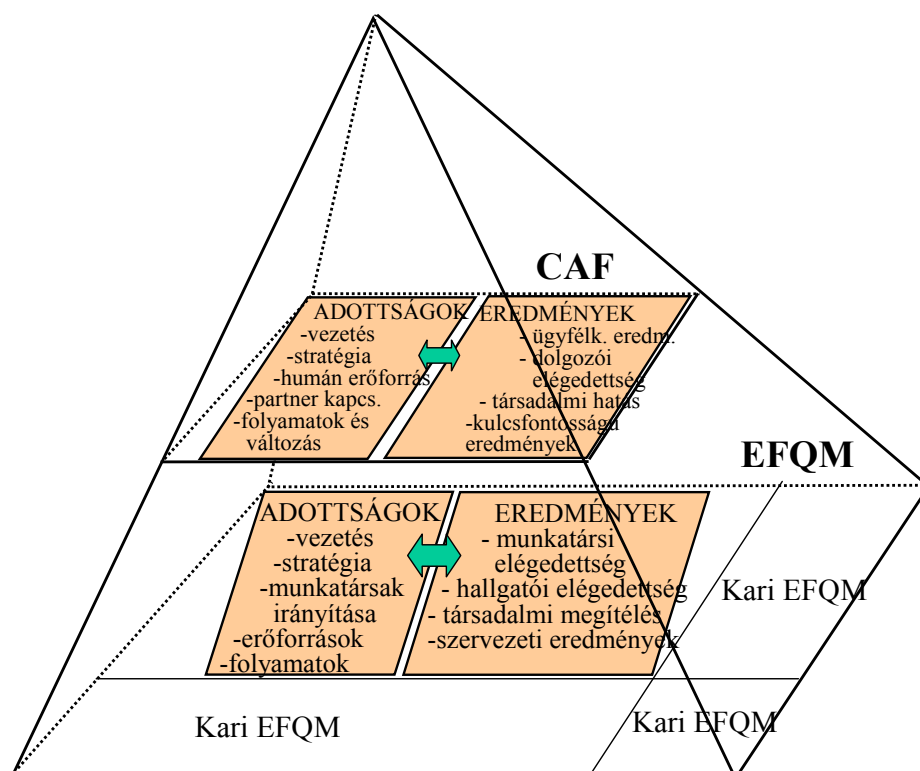 CAF
ADOTTSÁGOK
-vezetés
-stratégia
-humán erőforrás
-partner kapcs.
-folyamatok és
változás
EREDMÉNYEK
- ügyfélk. eredm.
- dolgozói
elégedettség
- társadalmi hatás
-kulcsfontosságú
eredmények
EFQM
ADOTTSÁGOK
-vezetés
-stratégia
-munkatársak
irányítása
-erőforrások
-folyamatok
EREDMÉNYEK
- munkatársi
elégedettség
- hallgatói elégedettség
- társadalmi megítélés
-szervezeti eredmények
Kari EFQM
Kari EFQM
Kari EFQM